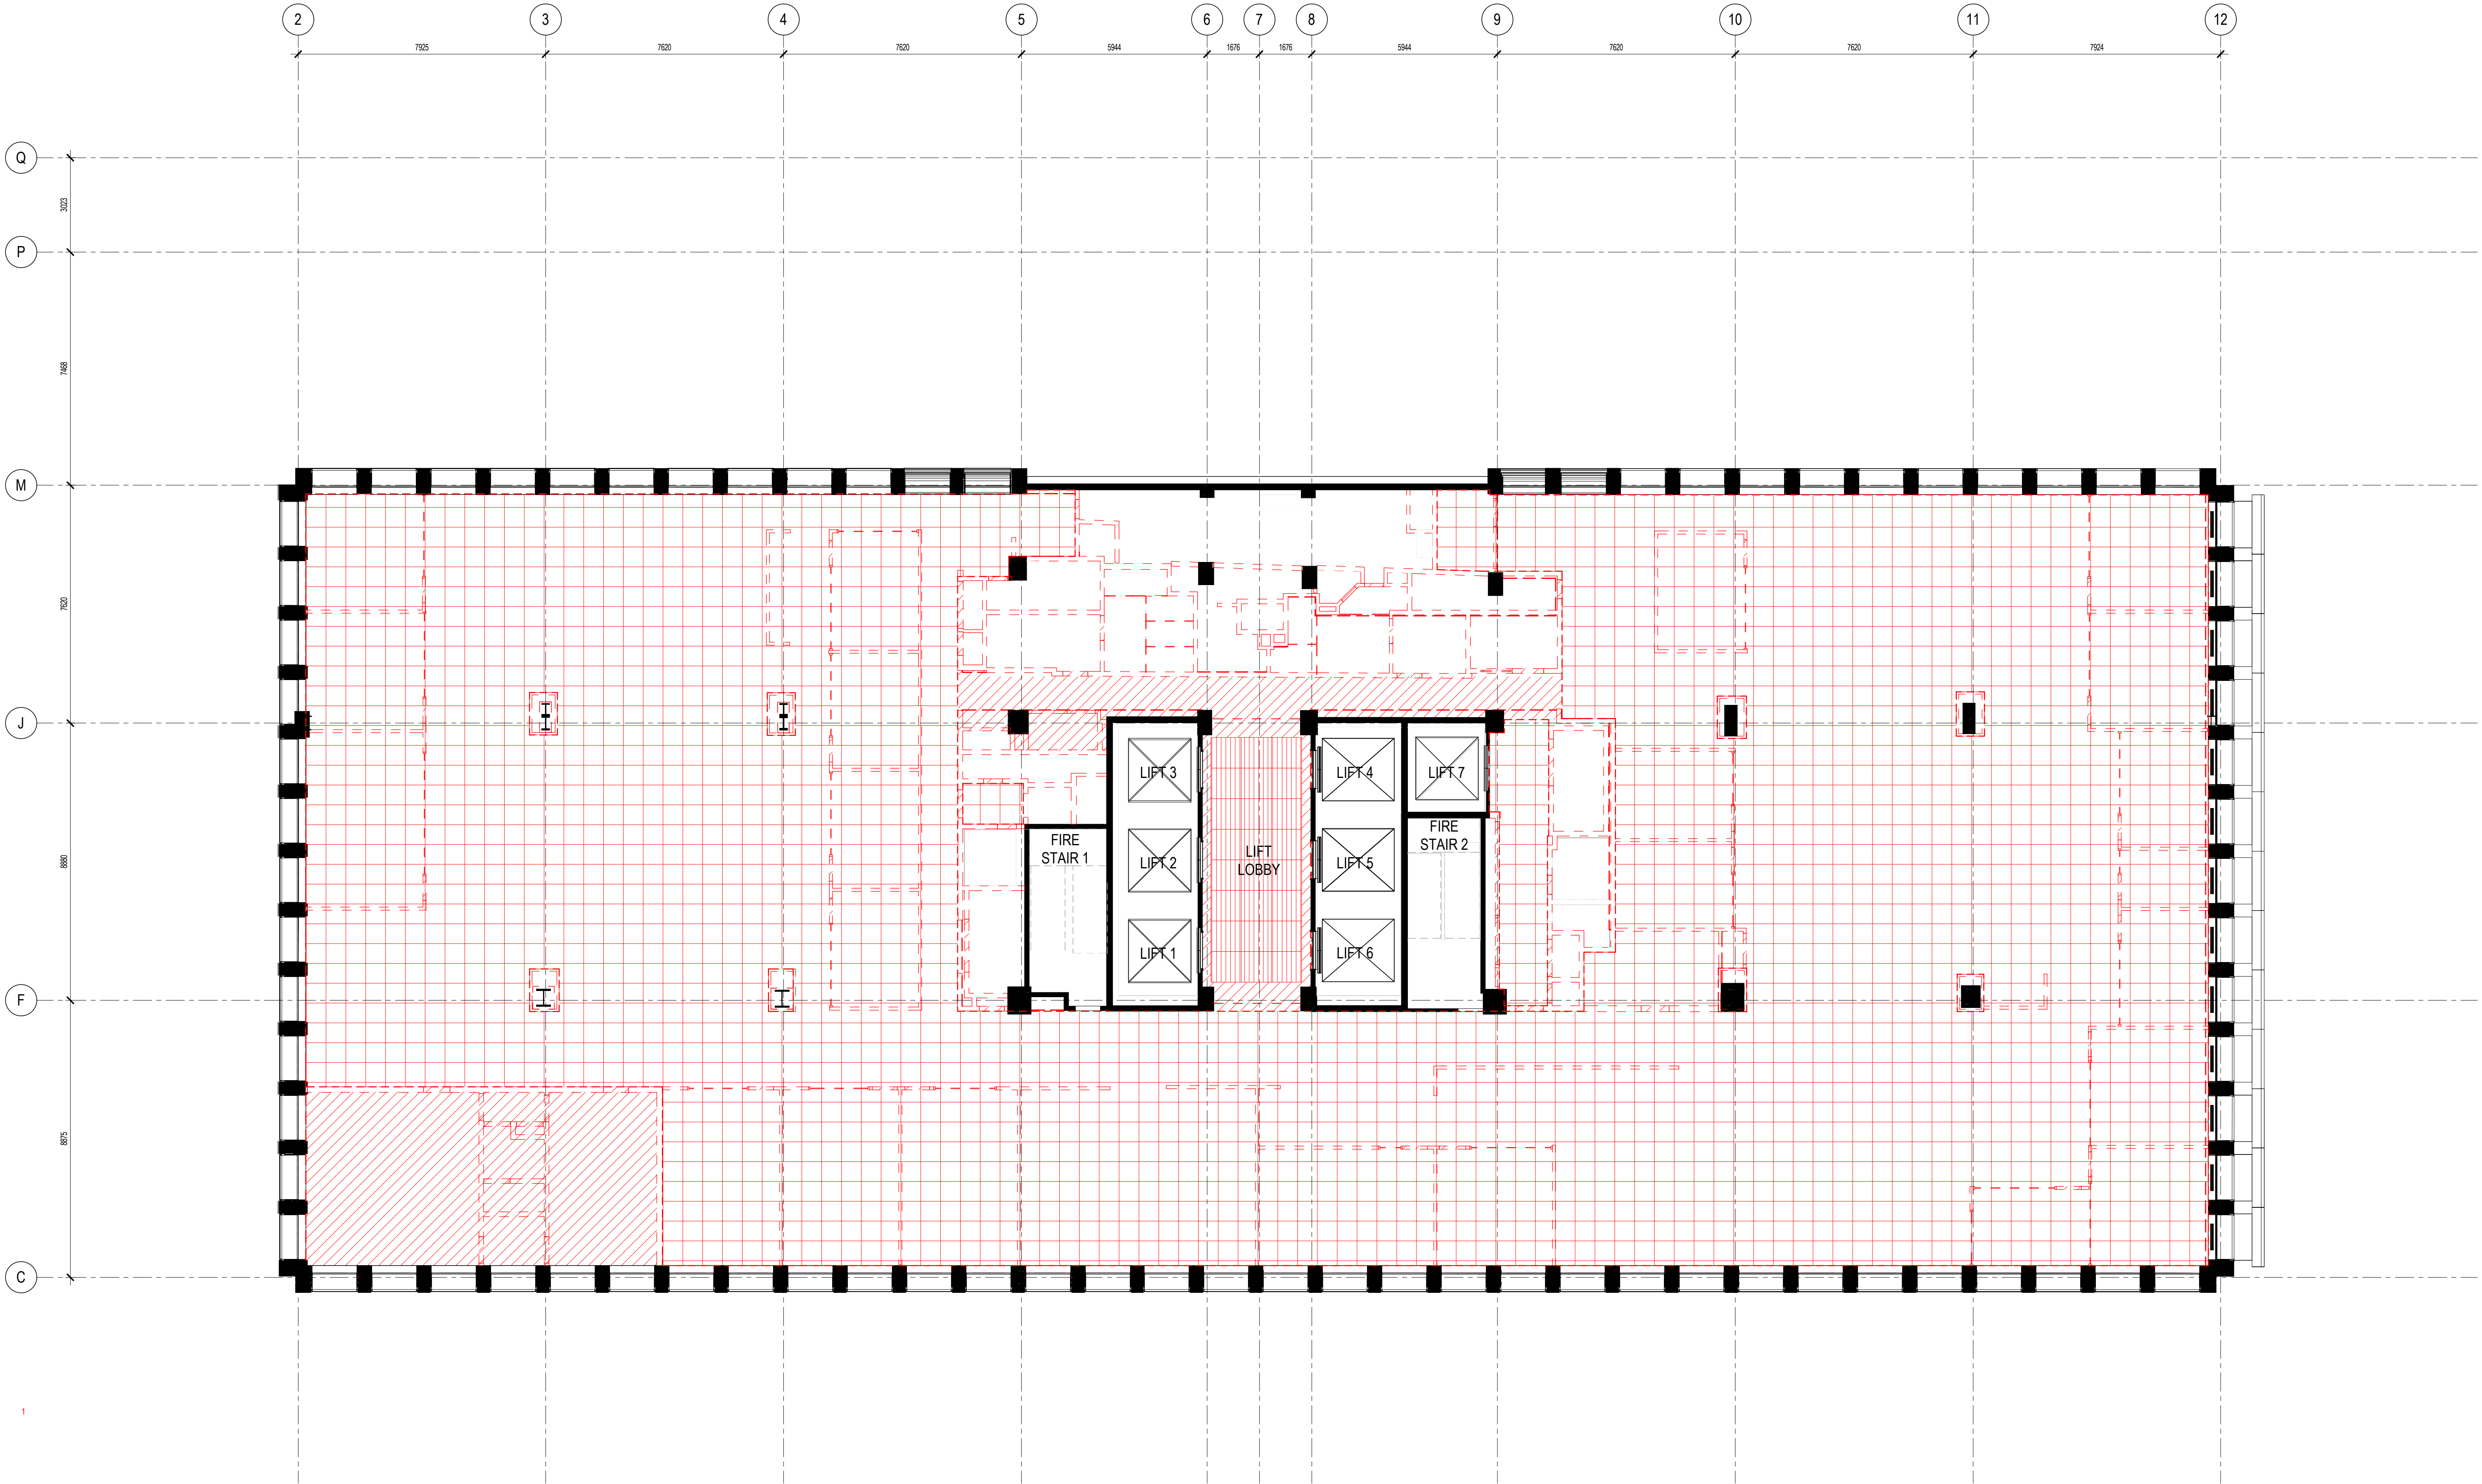 2 3 4 5 6 7 8 9 10 11 12
7925 7620 7620 5944 1676 1676 5944 7620 7620 7924
Q
3023
P
7468
M
7620
J
LIFT 3 LIFT 4 LIFT 7
FIRE
STAIR 1
FIRE
STAIR 2
8880
LIFT 2
LIFT
LOBBY
LIFT 5
LIFT 1 LIFT 6
F
8875
C
1